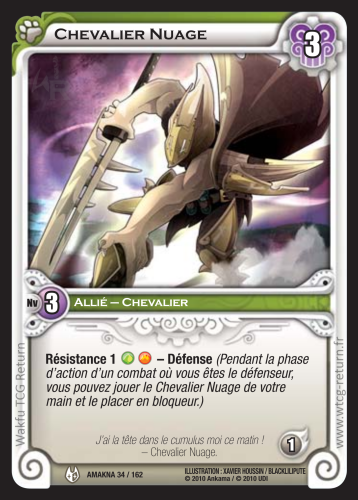 Chevalier Nuage
3
Nv 3 Allié – Chevalier
Résistance 1 – Défense (Pendant la phase
d'action d'un combat où vous êtes le défenseur,
vous pouvez jouer le Chevalier Nuage de votre
main et le placer en bloqueur.)
J'ai la tête dans le cumulus moi ce matin !
– Chevalier Nuage.
1
AMAKNA 34 / 162
ILLUSTRATION : XAVIER HOUSSIN / BLACKLILPUTE
© 2010 Ankama / © 2010 UDI
Wakfu TCG Return
www.wtcg-return.fr